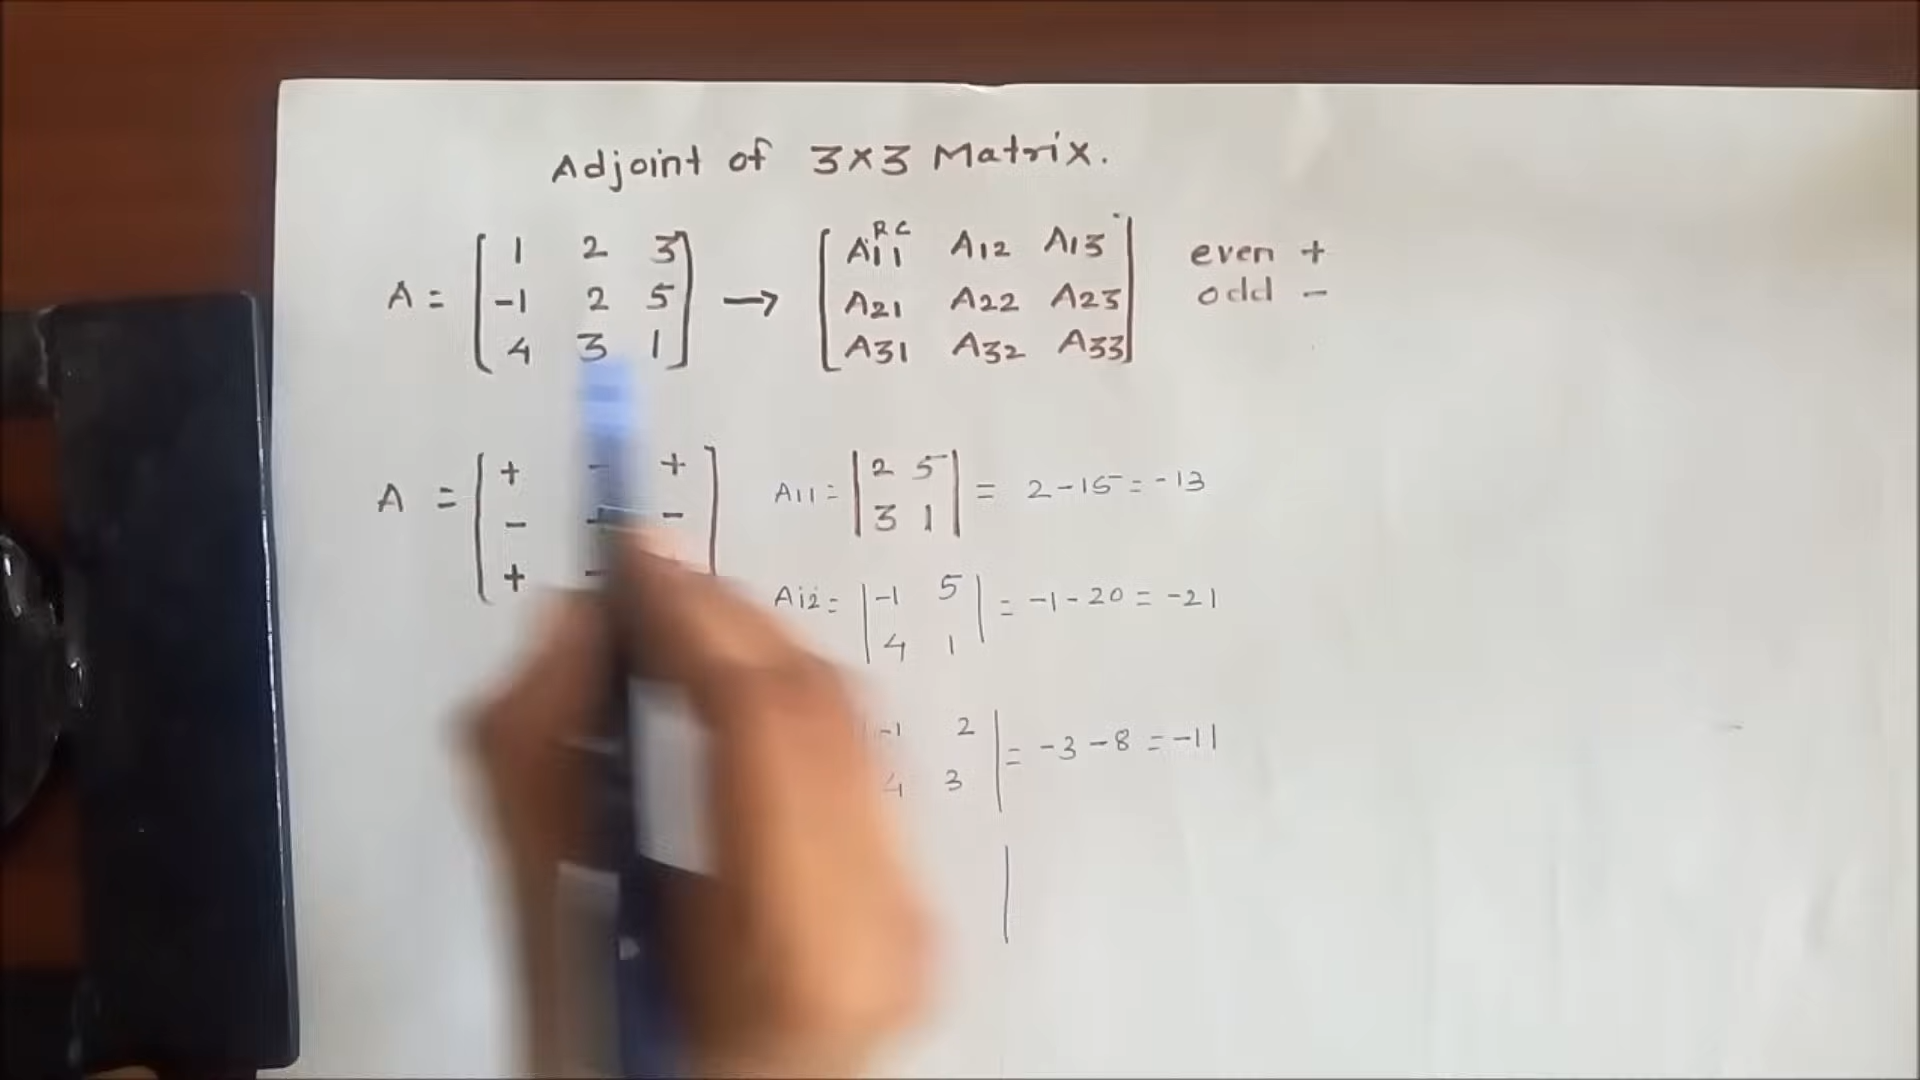 Adjoint of 3×3 Matrix.
A = [ 1 2 3 ] → [ A11 A12 A13 ] even +
R C
[ -1 2 5 ] [ A21 A22 A23 ] odd -
[ 4 3 1 ] [ A31 A32 A33 ]
A = [ + - + ] A11 = | 2 5 | = 2 - 15 = -13
[ - + - ] | 3 1 |
[ + - A12 = | -1 5 | = -1 - 20 = -21
| 4 1 |
-1 2 | = -3 - 8 = -11
4 3 |
|